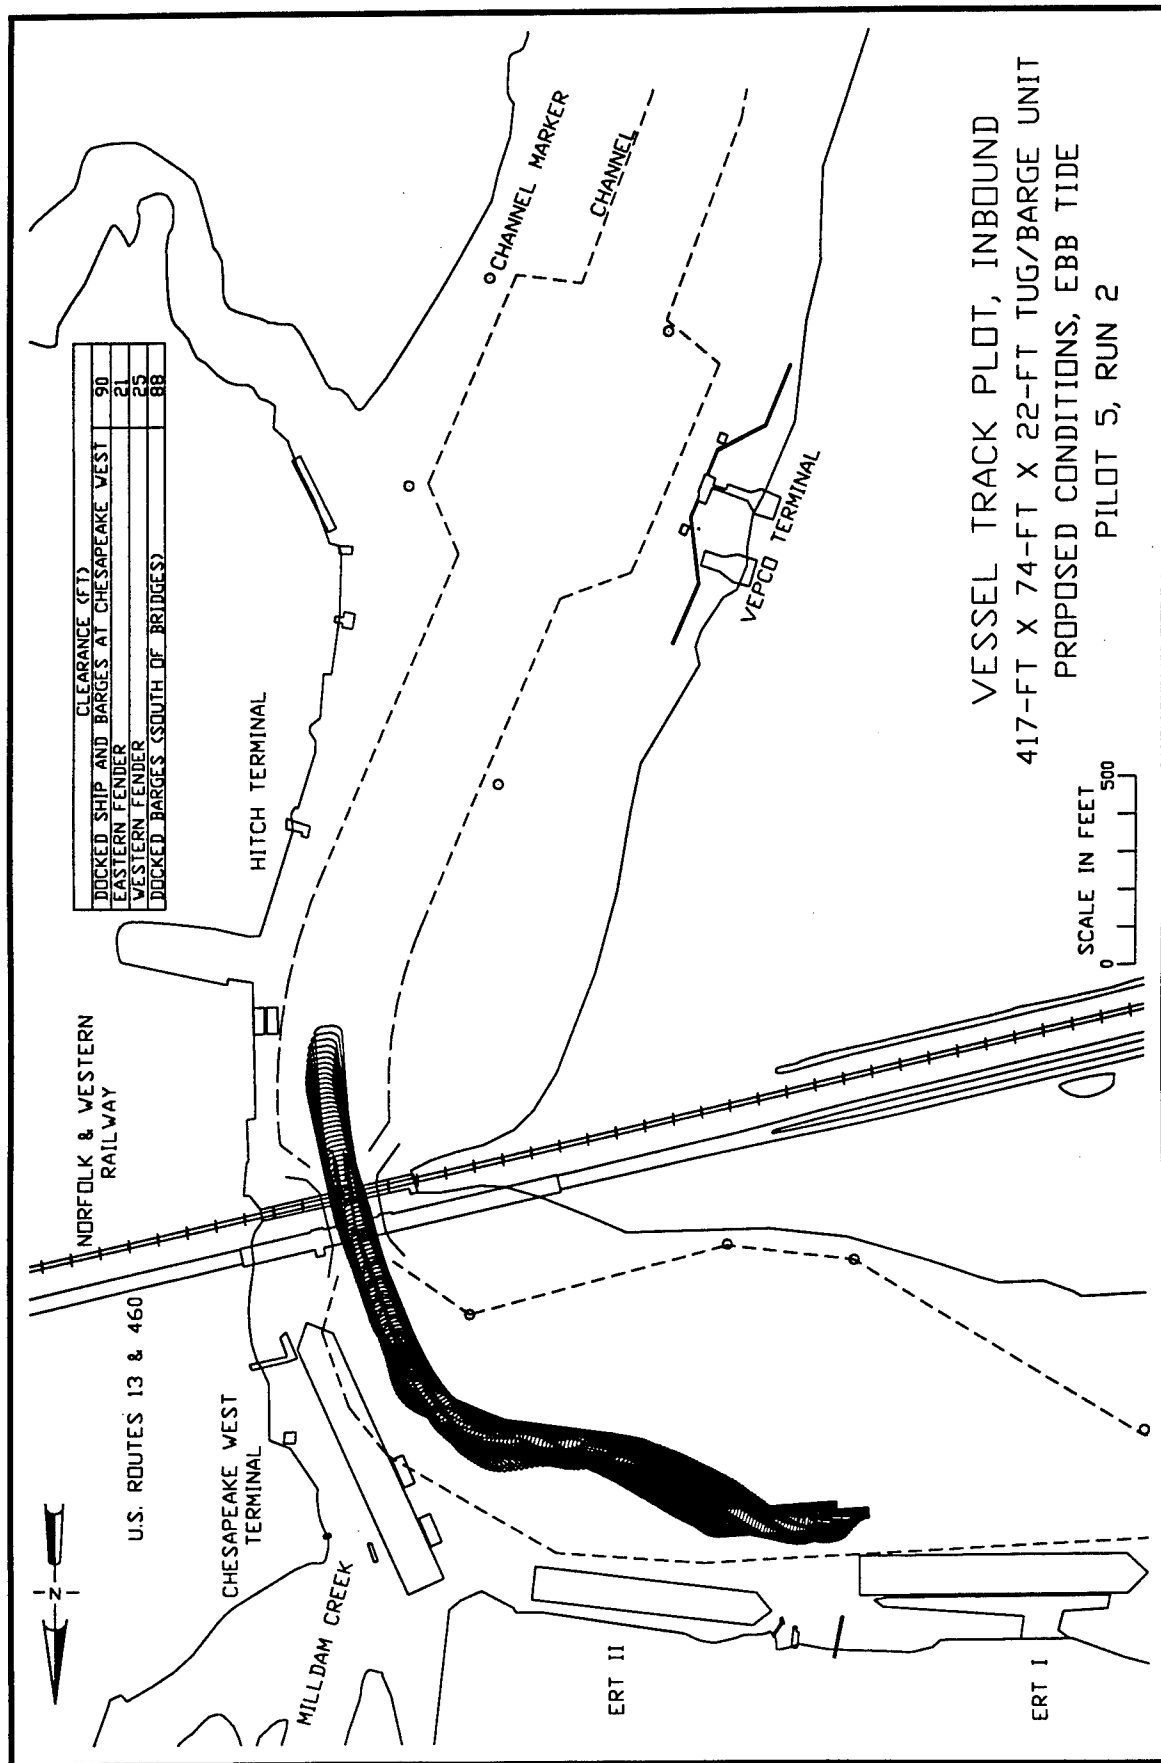 CLEARANCE (FT)
DOCKED SHIP AND BARGES AT CHESAPEAKE WEST 90
EASTERN FENDER 21
WESTERN FENDER 25
DOCKED BARGES (SOUTH OF BRIDGES) 88
CHANNEL MARKER
CHANNEL
HITCH TERMINAL
NORFOLK & WESTERN
RAILWAY
U.S. ROUTES 13 & 460
CHESAPEAKE WEST
TERMINAL
N
MILLDAM CREEK
ERT II
ERT I
VEPCO TERMINAL
SCALE IN FEET
0 500
VESSEL TRACK PLOT, INBOUND
417-FT X 74-FT X 22-FT TUG/BARGE UNIT
PROPOSED CONDITIONS, EBB TIDE
PILOT 5, RUN 2